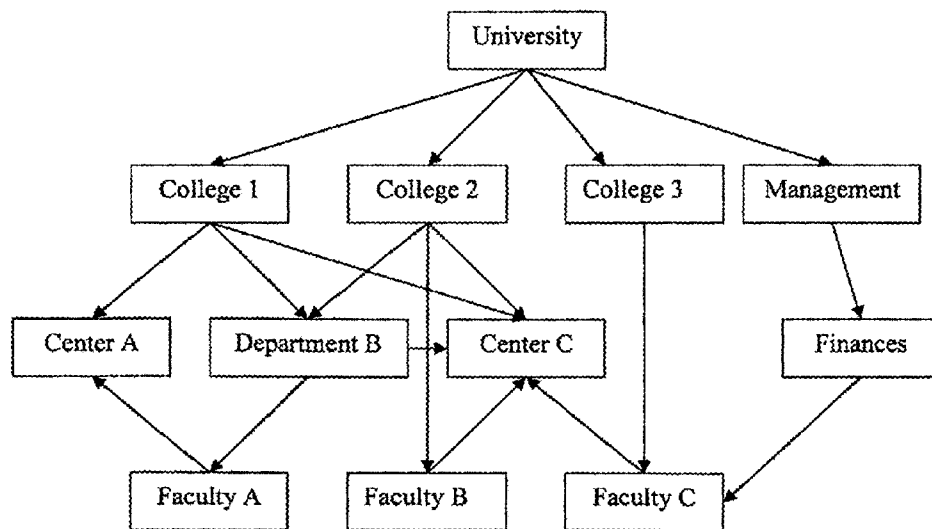 University
College 1
College 2
College 3
Management
Center A
Department B
Center C
Finances
Faculty A
Faculty B
Faculty C